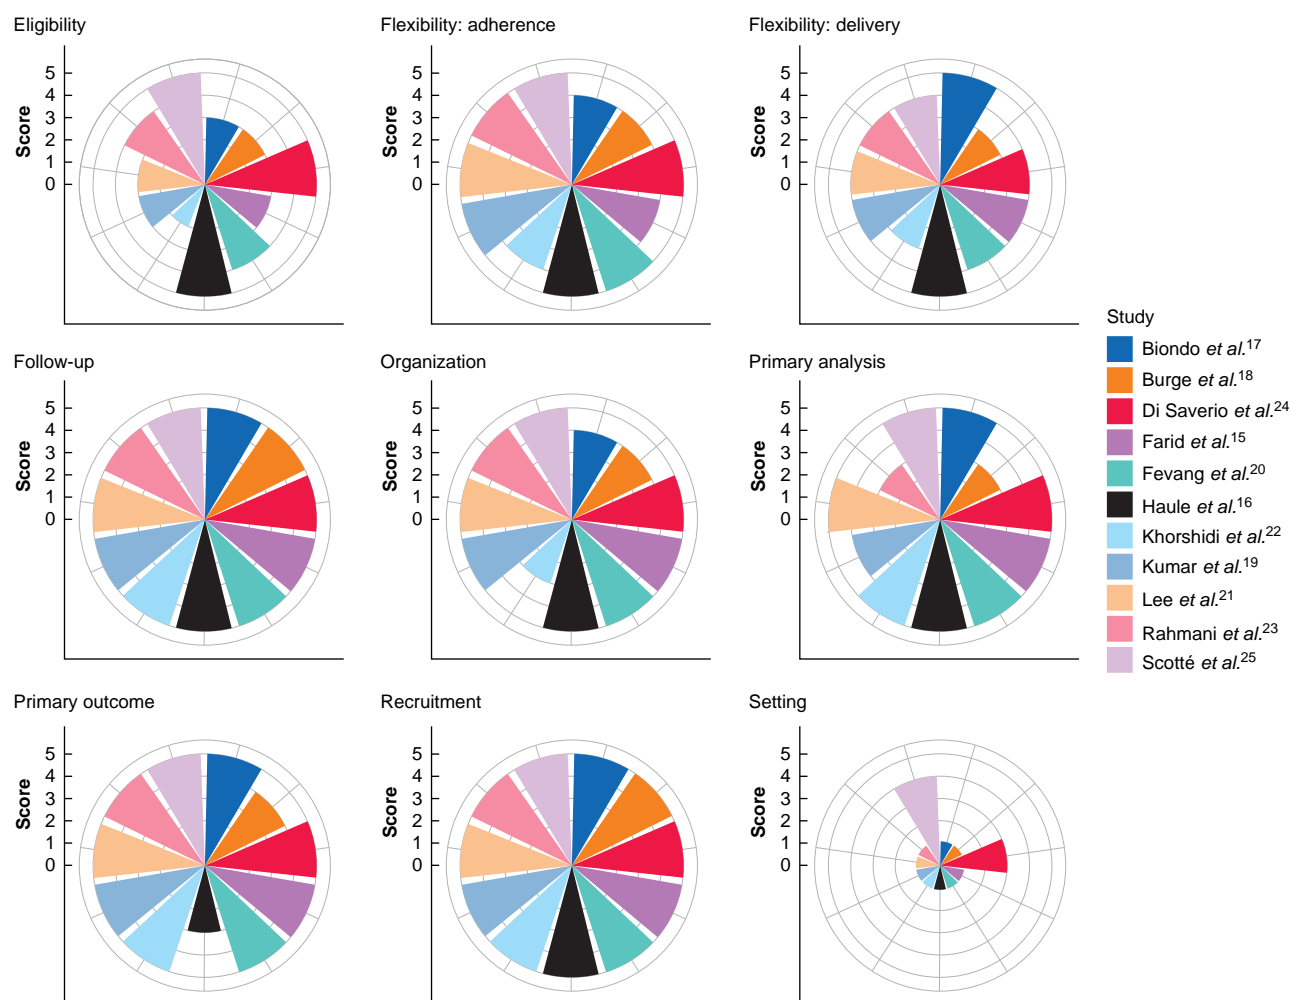 Eligibility
Flexibility: adherence
Flexibility: delivery
Score
5
4
3
2
1
0
Score
5
4
3
2
1
0
Score
5
4
3
2
1
0
Follow-up
Organization
Primary analysis
Score
5
4
3
2
1
0
Score
5
4
3
2
1
0
Score
5
4
3
2
1
0
Study
Biondo et al.17
Burge et al.18
Di Saverio et al.24
Farid et al.15
Fevang et al.20
Haule et al.16
Khorshidi et al.22
Kumar et al.19
Lee et al.21
Rahmani et al.23
Scotté et al.25
Primary outcome
Recruitment
Setting
Score
5
4
3
2
1
0
Score
5
4
3
2
1
0
Score
5
4
3
2
1
0